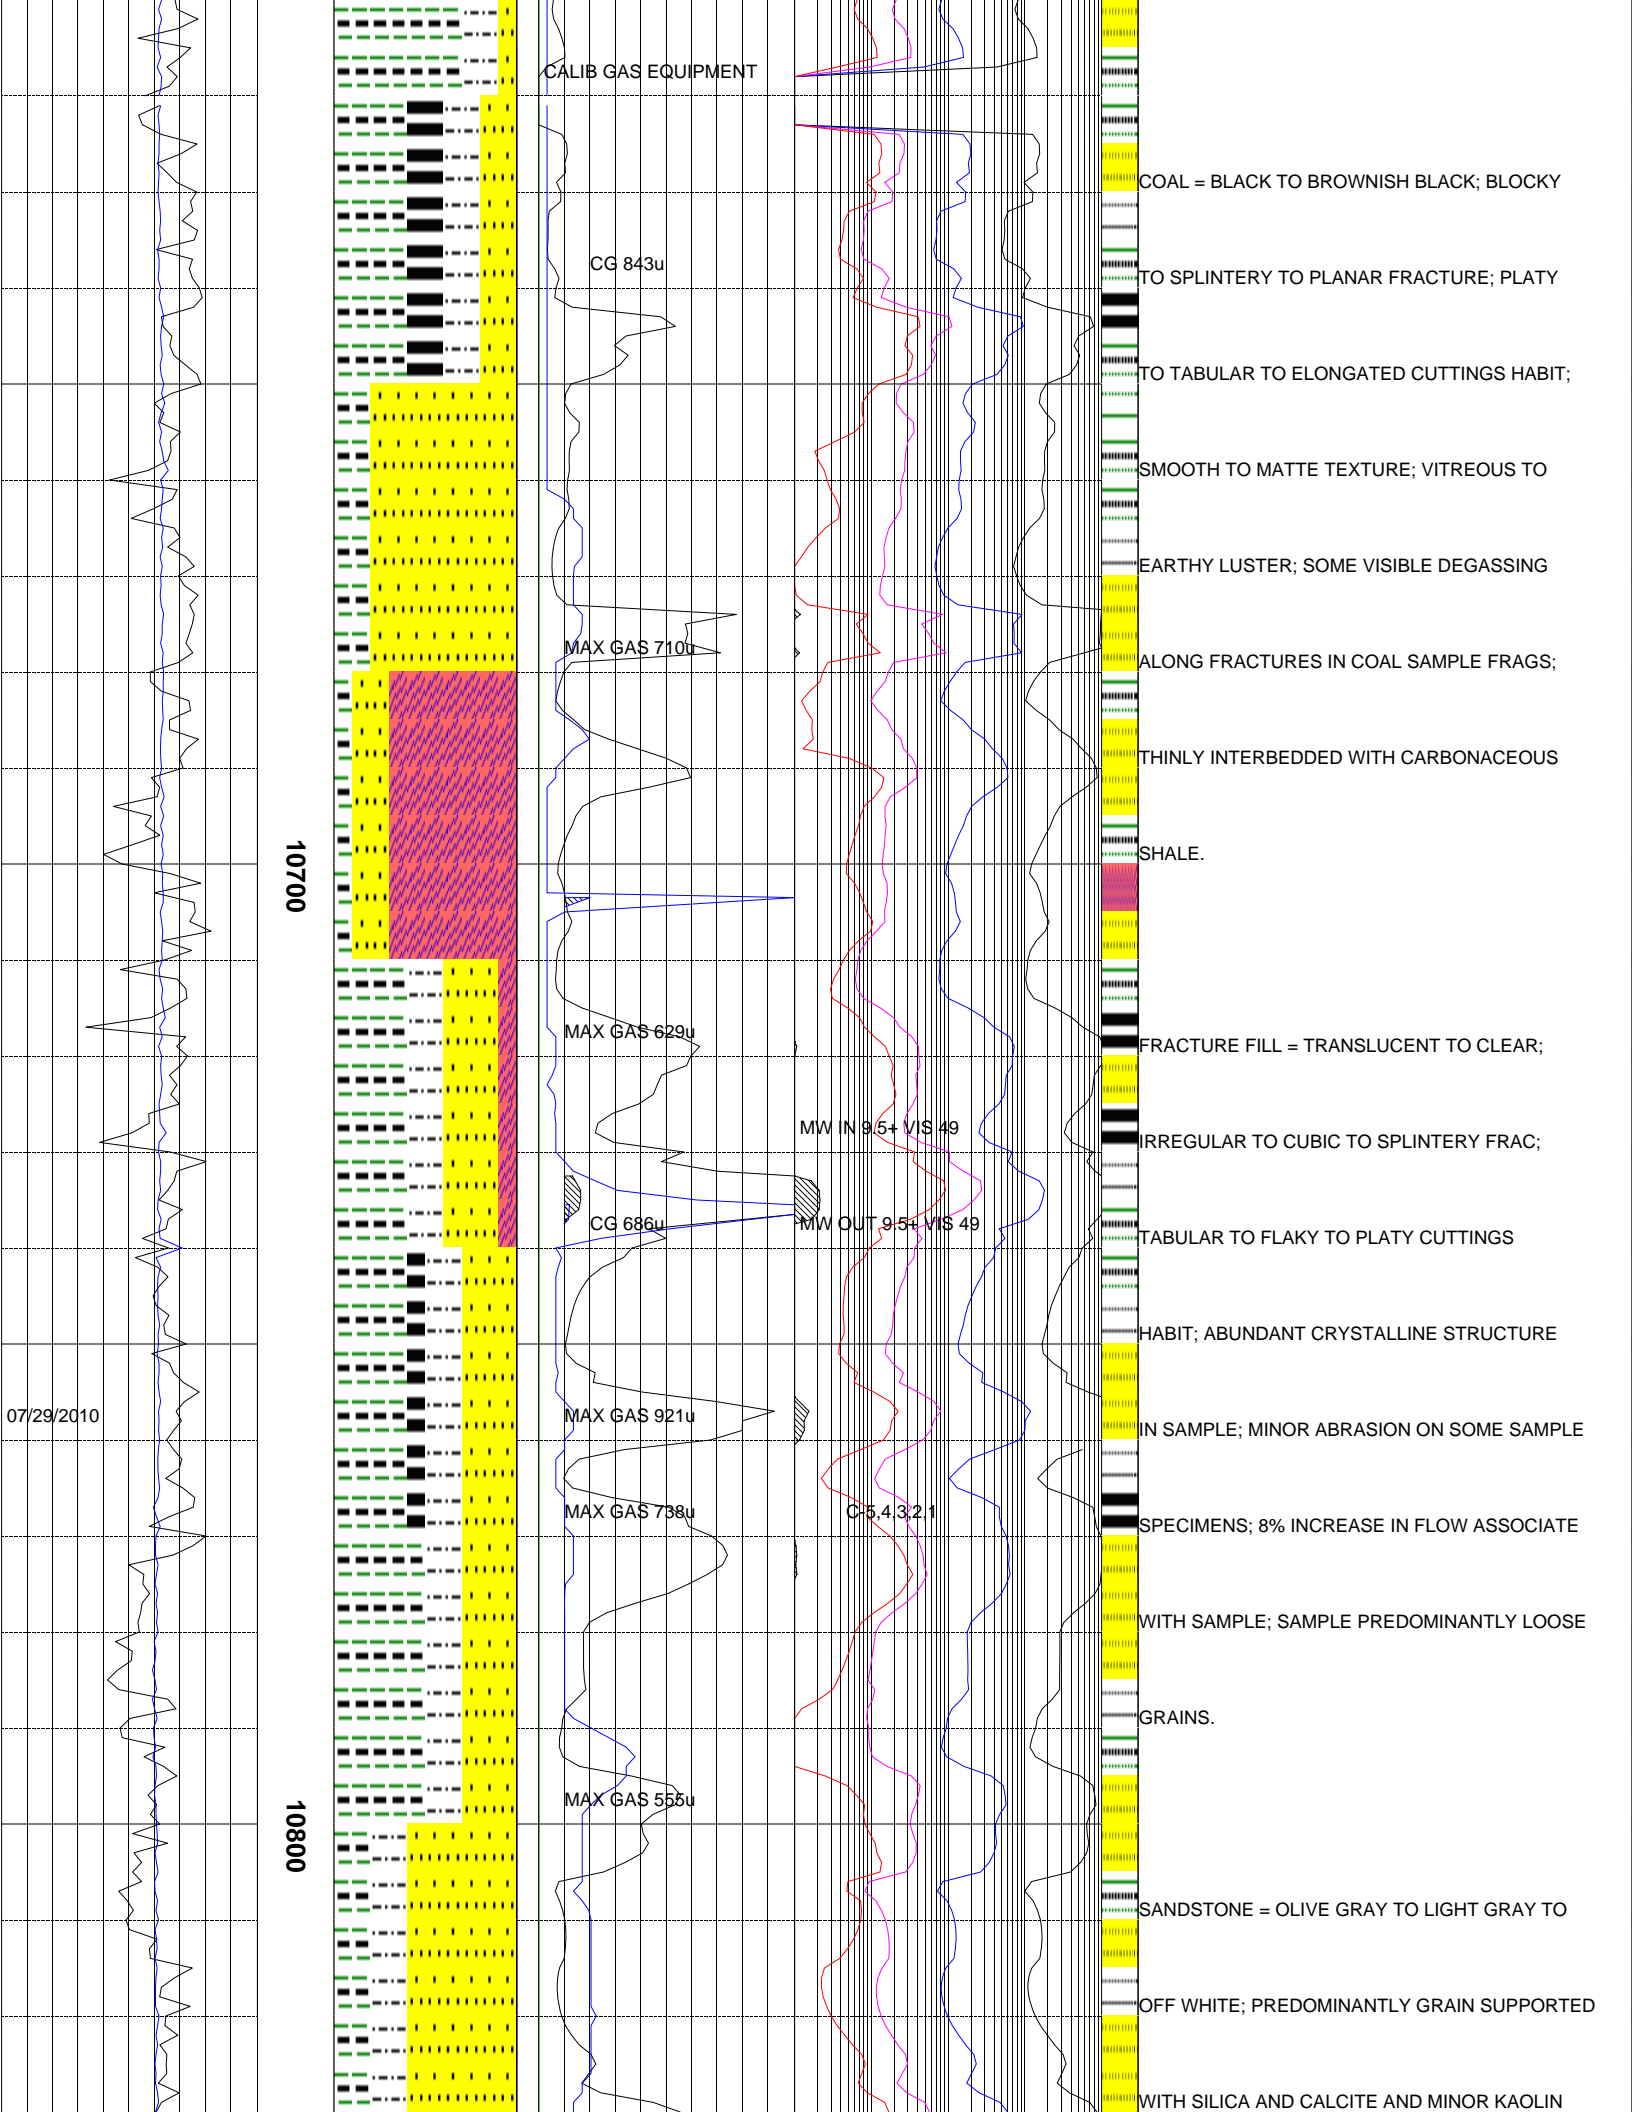 CALIB GAS EQUIPMENT
COAL = BLACK TO BROWNISH BLACK; BLOCKY
CG 843u
TO SPLINTERY TO PLANAR FRACTURE; PLATY
TO TABULAR TO ELONGATED CUTTINGS HABIT;
SMOOTH TO MATTE TEXTURE; VITREOUS TO
EARTHY LUSTER; SOME VISIBLE DEGASSING
MAX GAS 710u
ALONG FRACTURES IN COAL SAMPLE FRAGS;
THINLY INTERBEDDED WITH CARBONACEOUS
SHALE.
10700
MAX GAS 629u
FRACTURE FILL = TRANSLUCENT TO CLEAR;
MW IN 9.5+ VIS 49
IRREGULAR TO CUBIC TO SPLINTERY FRAC;
CG 686u
MW OUT 9.5+ VIS 49
TABULAR TO FLAKY TO PLATY CUTTINGS
HABIT; ABUNDANT CRYSTALLINE STRUCTURE
07/29/2010
MAX GAS 921u
IN SAMPLE; MINOR ABRASION ON SOME SAMPLE
MAX GAS 738u
C-5,4,3,2,1
SPECIMENS; 8% INCREASE IN FLOW ASSOCIATE
WITH SAMPLE; SAMPLE PREDOMINANTLY LOOSE
GRAINS.
MAX GAS 555u
10800
SANDSTONE = OLIVE GRAY TO LIGHT GRAY TO
OFF WHITE; PREDOMINANTLY GRAIN SUPPORTED
WITH SILICA AND CALCITE AND MINOR KAOLIN